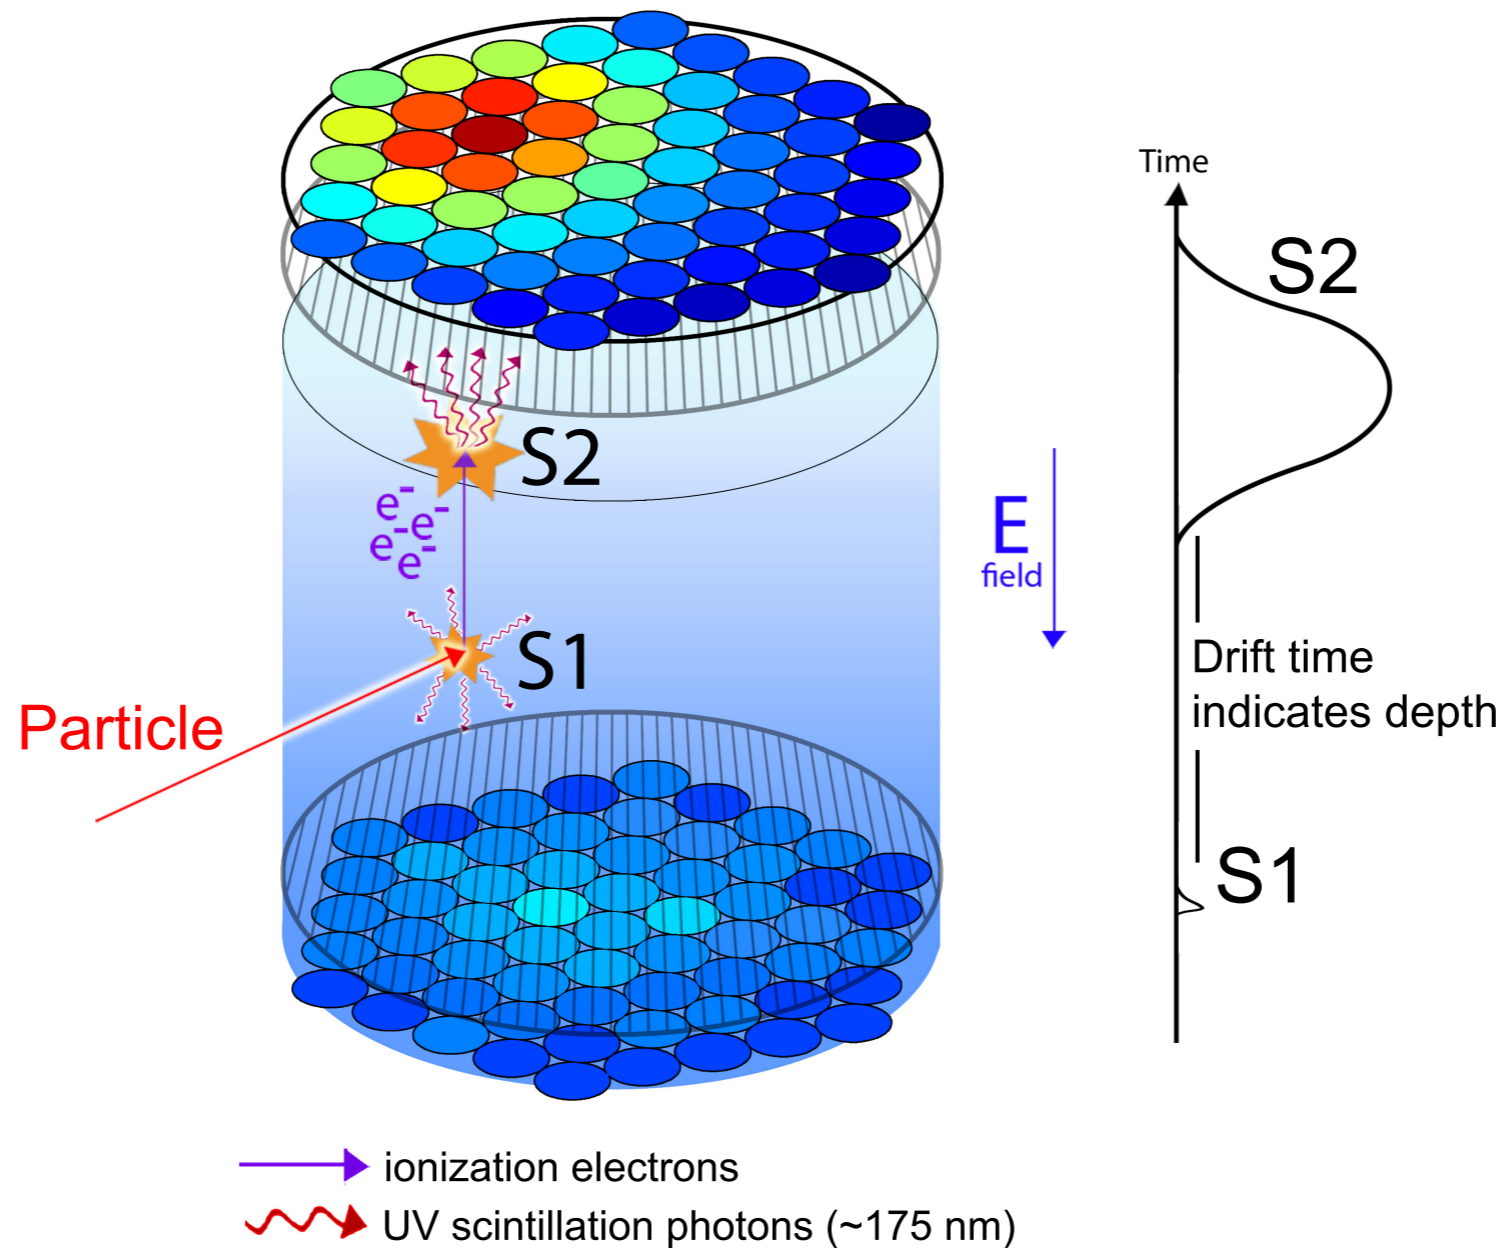 Time
S2
S2
e-
e-
e-
e-
E
field
S1
Drift time
indicates depth
Particle
S1
ionization electrons
UV scintillation photons (~175 nm)